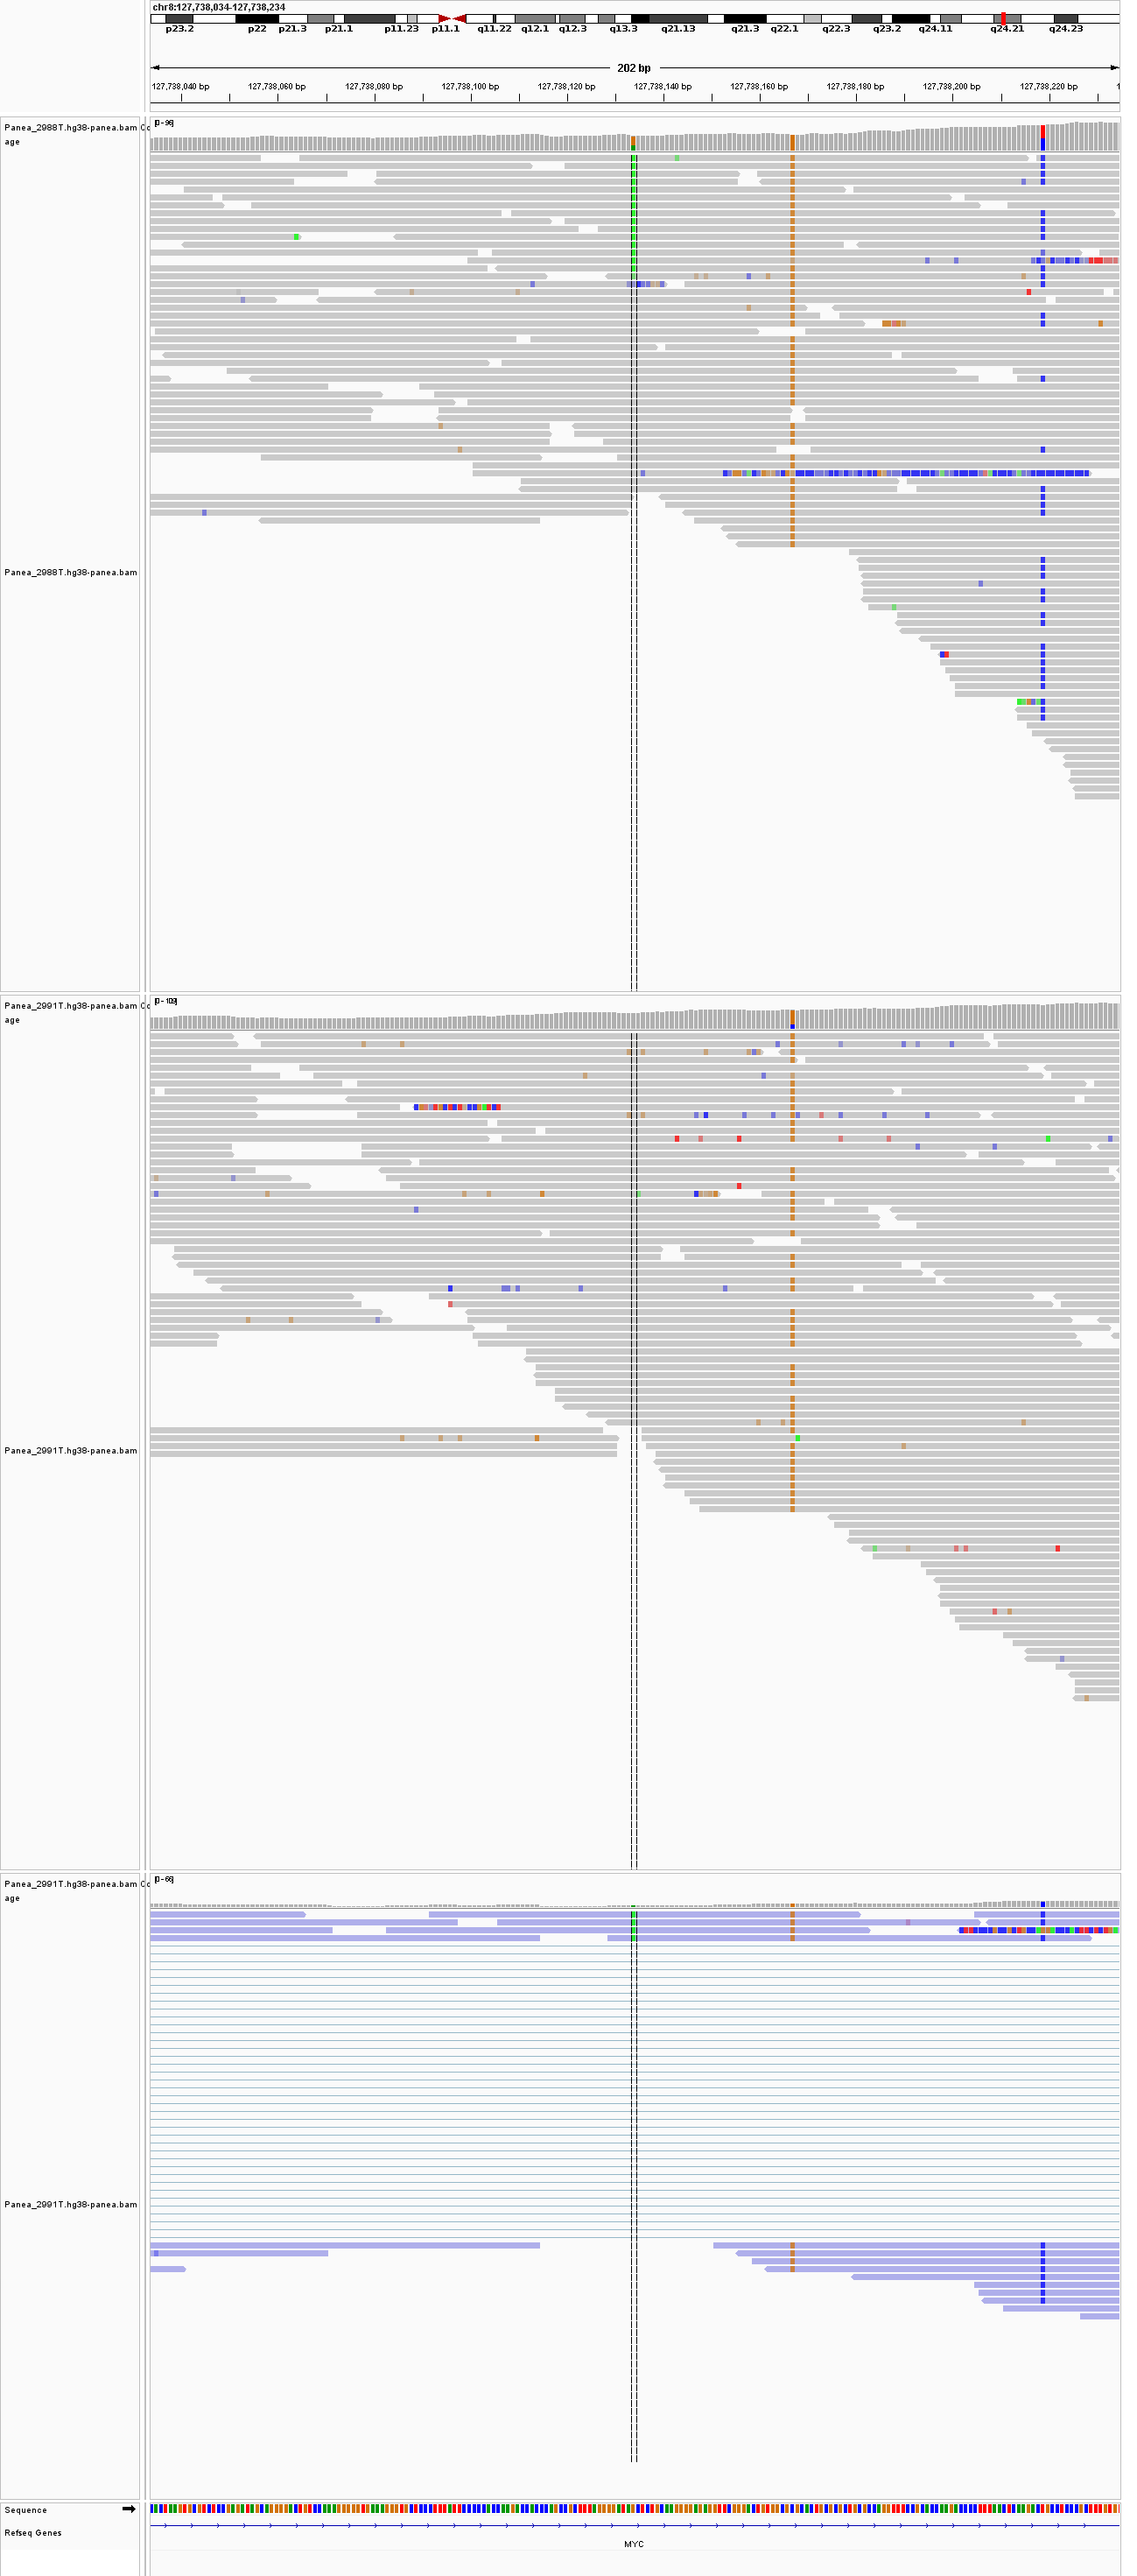 chr8:127,738,034-127,738,234
p23.2 p22 p21.3 p21.1 p11.23 p11.1 q11.22 q12.1 q12.3 q13.3 q21.13 q21.3 q22.1 q22.3 q23.2 q24.11 q24.21 q24.23
202 bp
127,738,040 bp 127,738,060 bp 127,738,080 bp 127,738,100 bp 127,738,120 bp 127,738,140 bp 127,738,160 bp 127,738,180 bp 127,738,200 bp 127,738,220 bp
Panea_2988T.hg38-panea.bam Co
age
[0-96]
Panea_2988T.hg38-panea.bam
Panea_2991T.hg38-panea.bam Co
age
[0-109]
Panea_2991T.hg38-panea.bam
Panea_2991T.hg38-panea.bam Co
age
[0-66]
Panea_2991T.hg38-panea.bam
Sequence
Refseq Genes
MYC